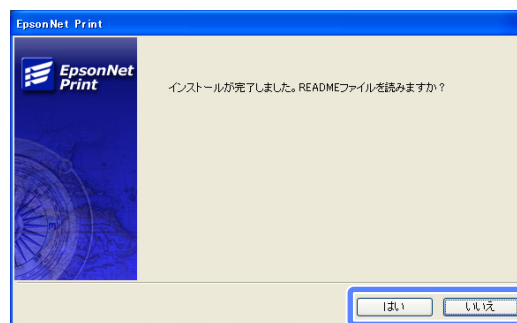 EpsonNet Print
EpsonNet
Print
インストールが完了しました。READMEファイルを読みますか？
はい
いいえ